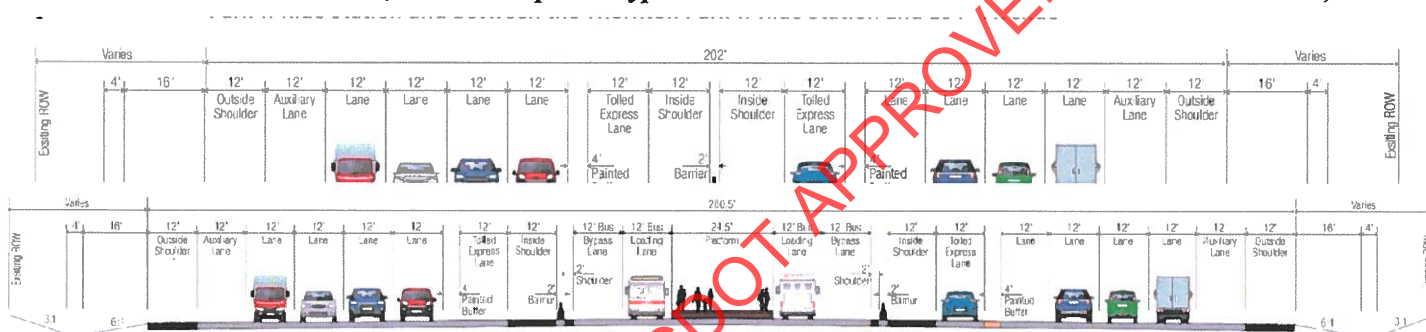 Varies 202' Varies
4' 16' 12' 12' 12' 12' 12' 12' 12' 12' 12' 12' 12' 12' 12' 12' 12' 12' 16' 4'
Exsiting ROW Outside Shoulder Auxiliary Lane Lane Lane Lane Lane Tolled Express Lane Inside Shoulder Inside Shoulder Tolled Express Lane Lane Lane Lane Lane Auxiliary Lane Outside Shoulder Exsiting ROW
4' Painted 2' Barrier 4' Painted
Varies 286.5' Varies
4' 16' 12' 12' 12' 12 12' 12 12' 12' 12' Bus 12' Bus 24.5' 12' Bus 12 Bus 12' 12' 12' 12' 12' 12' 12 12' 16' 4'
Exsiting ROW Outside Shoulder Auxiliary Lane Lane Lane Lane Lane Tolled Express Lane Inside Shoulder Bypass Lane Loading Lane Platform Loading Lane Bypass Lane Inside Shoulder Tolled Express Lane Lane Lane Lane Lane Auxiliary Lane Outside Shoulder
4 Painted Buffer 2' Barrier 2' Shoulder 2' Shoulder 2' Barrier 4' Painted Buffer
3:1 6:1 6:1 3:1
DOT APPROVE